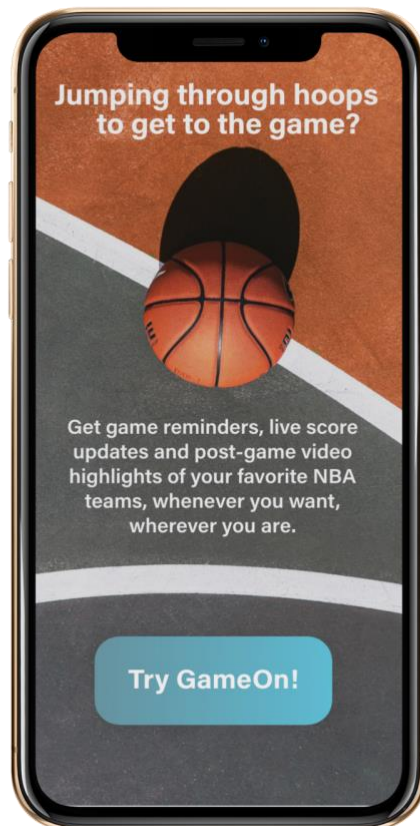 Jumping through hoops
to get to the game?
Get game reminders, live score
updates and post-game video
highlights of your favorite NBA
teams, whenever you want,
wherever you are.
Try GameOn!